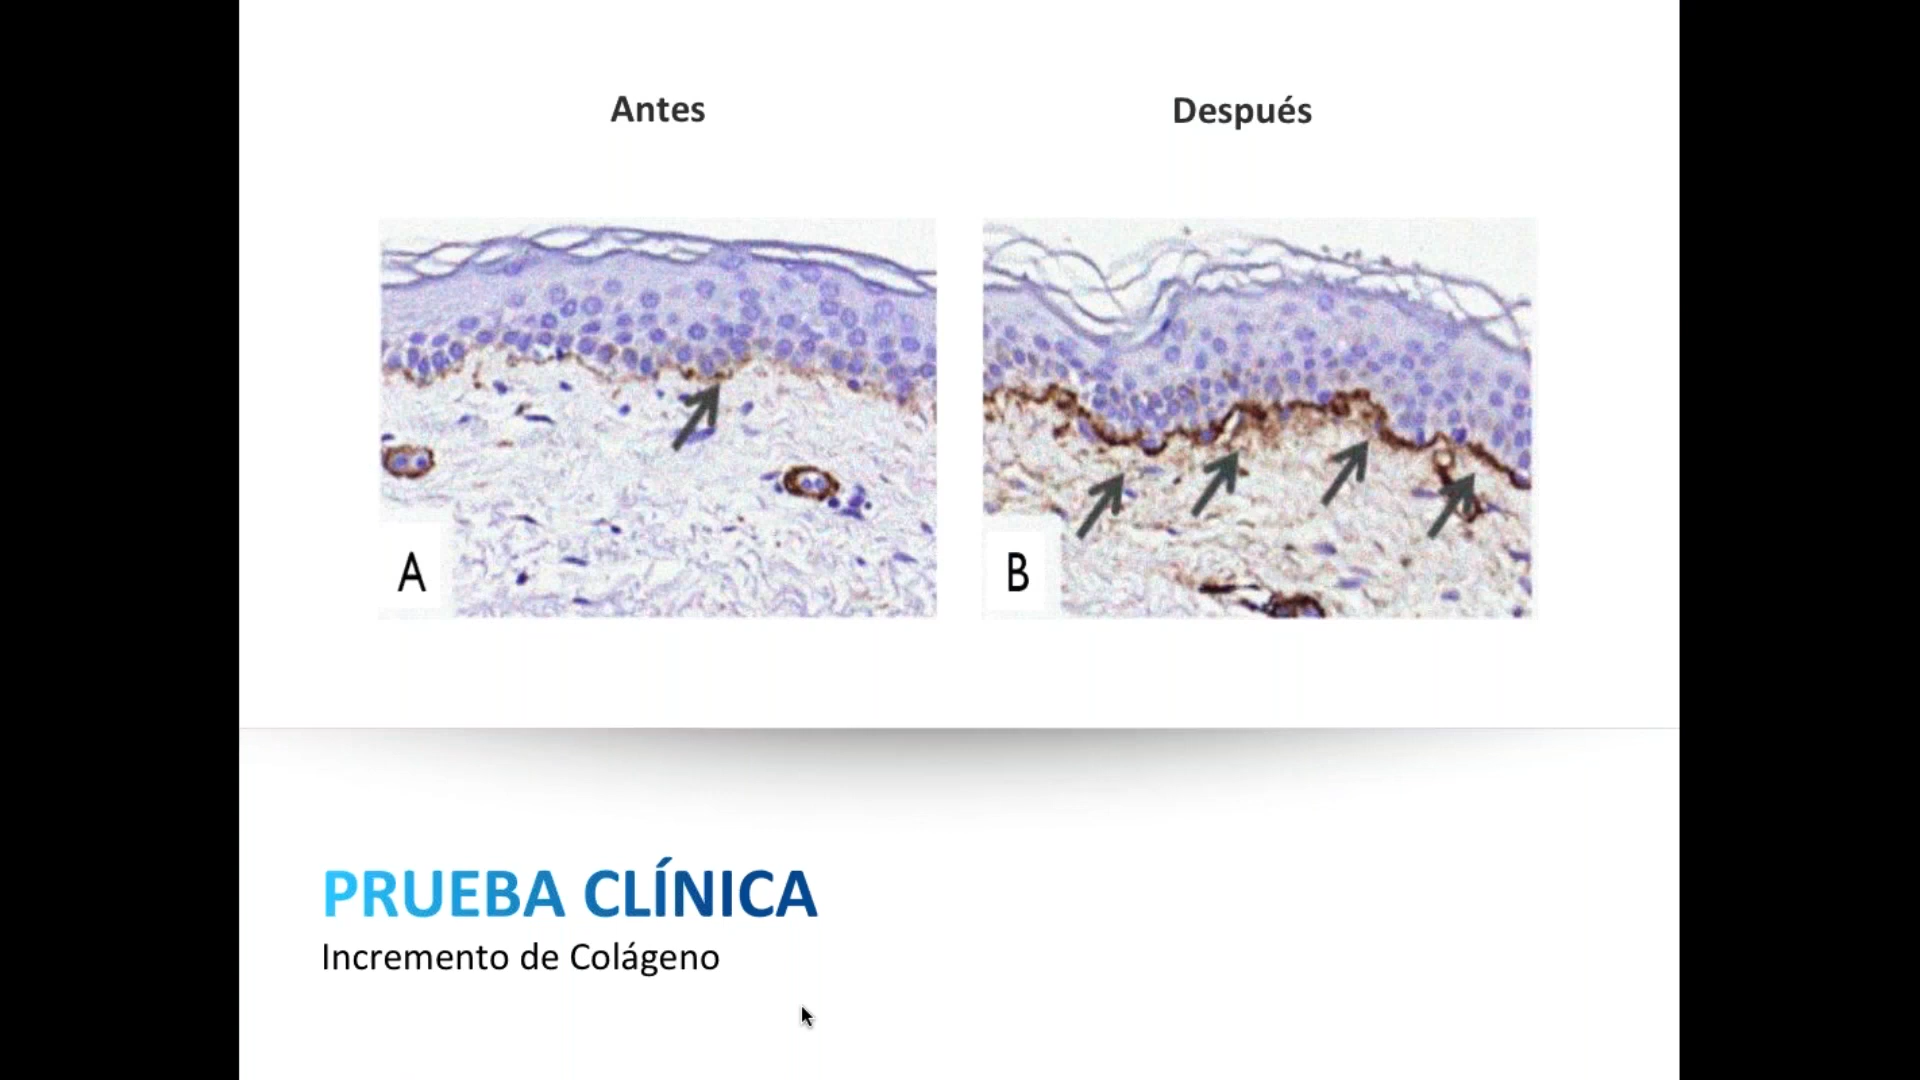 Antes
Después
A
B
PRUEBA CLÍNICA
Incremento de Colágeno